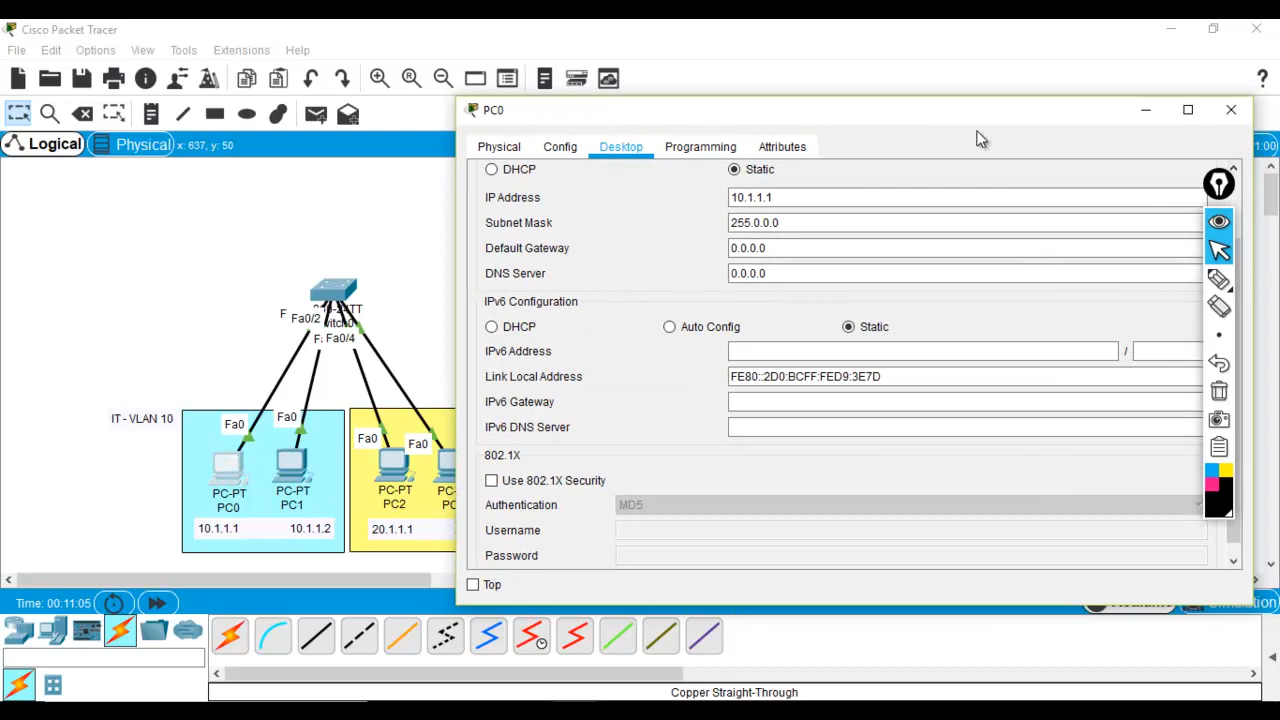 Cisco Packet Tracer
File Edit Options View Tools Extensions Help
PC0
Logical Physical x: 637, y: 50
:00
Physical Config Desktop Programming Attributes
DHCP Static
IP Address 10.1.1.1
Subnet Mask 255.0.0.0
Default Gateway 0.0.0.0
DNS Server 0.0.0.0
IPv6 Configuration
DHCP Auto Config Static
IPv6 Address /
Link Local Address FE80::2D0:BCFF:FED9:3E7D
IPv6 Gateway
IPv6 DNS Server
802.1X
Use 802.1X Security
Authentication MD5
Username
Password
Top
Fa0/2
Fa0/4
IT - VLAN 10
Fa0 Fa0 Fa0 Fa0
PC-PT PC-PT PC-PT
PC0 PC1 PC2
10.1.1.1 10.1.1.2 20.1.1.1
Time: 00:11:05
Copper Straight-Through